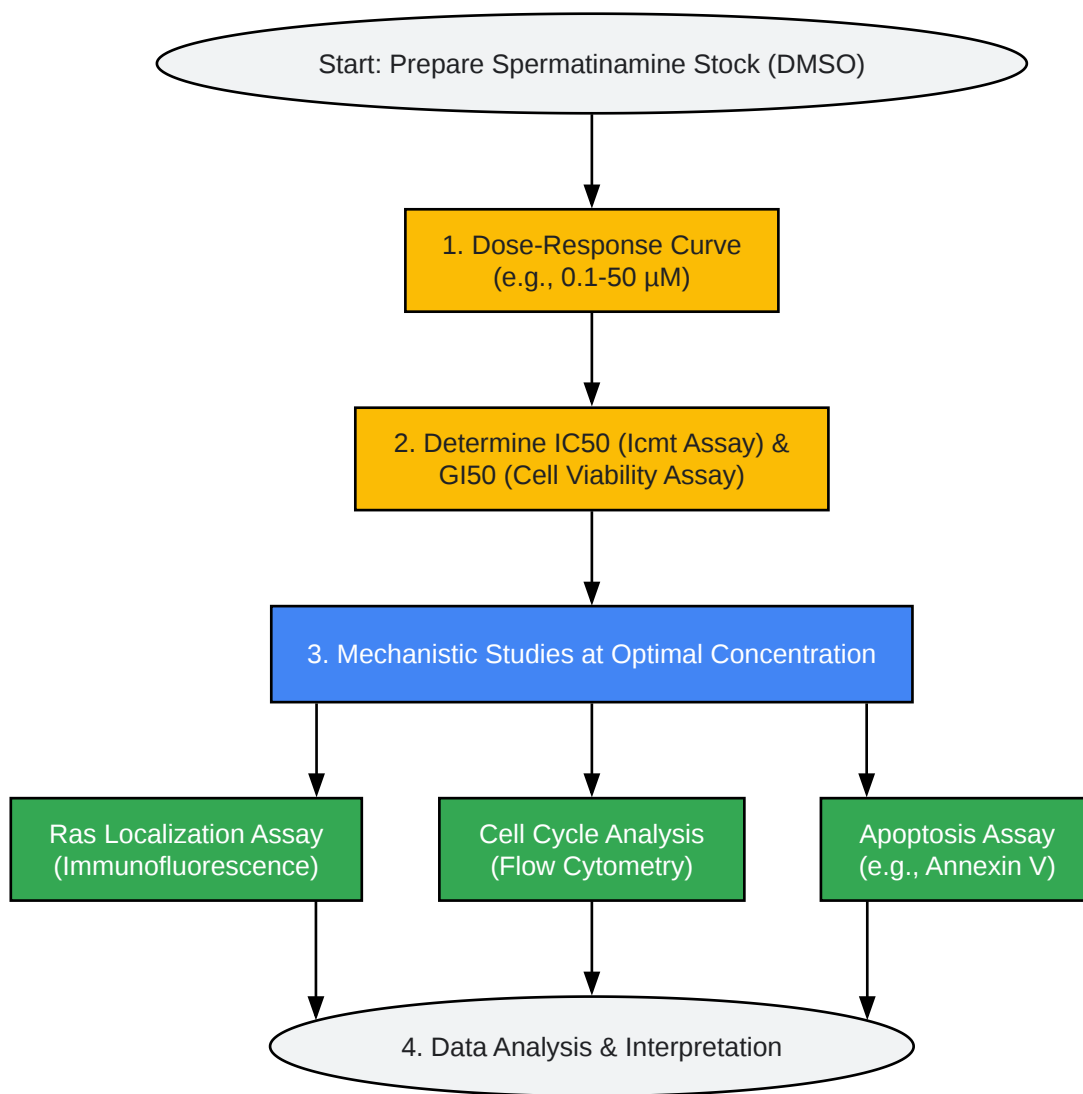 Start: Prepare Spermatinamine Stock (DMSO)
1. Dose-Response Curve
(e.g., 0.1-50 µM)
2. Determine IC50 (Icmt Assay) &
GI50 (Cell Viability Assay)
3. Mechanistic Studies at Optimal Concentration
Ras Localization Assay
(Immunofluorescence)
Cell Cycle Analysis
(Flow Cytometry)
Apoptosis Assay
(e.g., Annexin V)
4. Data Analysis & Interpretation